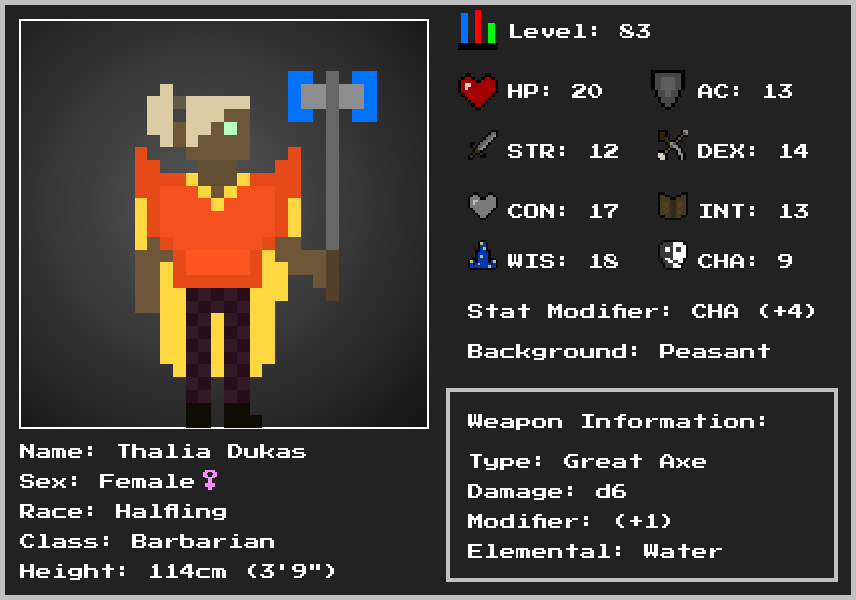 Level: 83
HP: 20 AC: 13
STR: 12 DEX: 14
CON: 17 INT: 13
WIS: 18 CHA: 9
Stat Modifier: CHA (+4)
Background: Peasant
Weapon Information:
Type: Great Axe
Damage: d6
Modifier: (+1)
Elemental: Water
Name: Thalia Dukas
Sex: Female♀
Race: Halfling
Class: Barbarian
Height: 114cm (3'9")